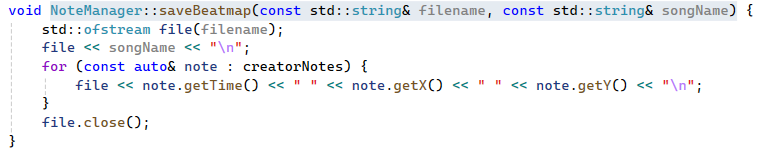 void NoteManager::saveBeatmap(const std::string& filename, const std::string& songName) {
    std::ofstream file(filename);
    file << songName << "\n";
    for (const auto& note : creatorNotes) {
        file << note.getTime() << " " << note.getX() << " " << note.getY() << "\n";
    }
    file.close();
}